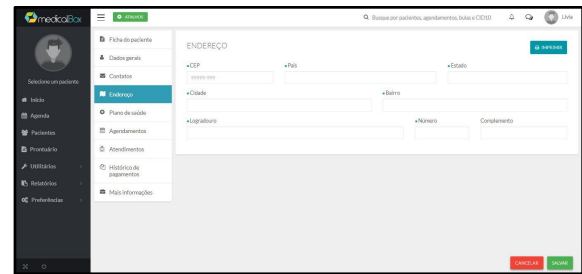 medicalBox
ATALHOS
Busque por pacientes, agendamentos, bulas e CID10
Livia
Selecione um paciente
Início
Agenda
Pacientes
Prontuário
Utilitários
Relatórios
Preferências
Ficha do paciente
Dados gerais
Contatos
Endereço
Plano de saúde
Agendamentos
Atendimentos
Histórico de
pagamentos
Mais informações
ENDEREÇO
IMPRIMIR
CEP País Estado
99999-999
Cidade Bairro
Logradouro Número Complemento
CANCELAR SALVAR